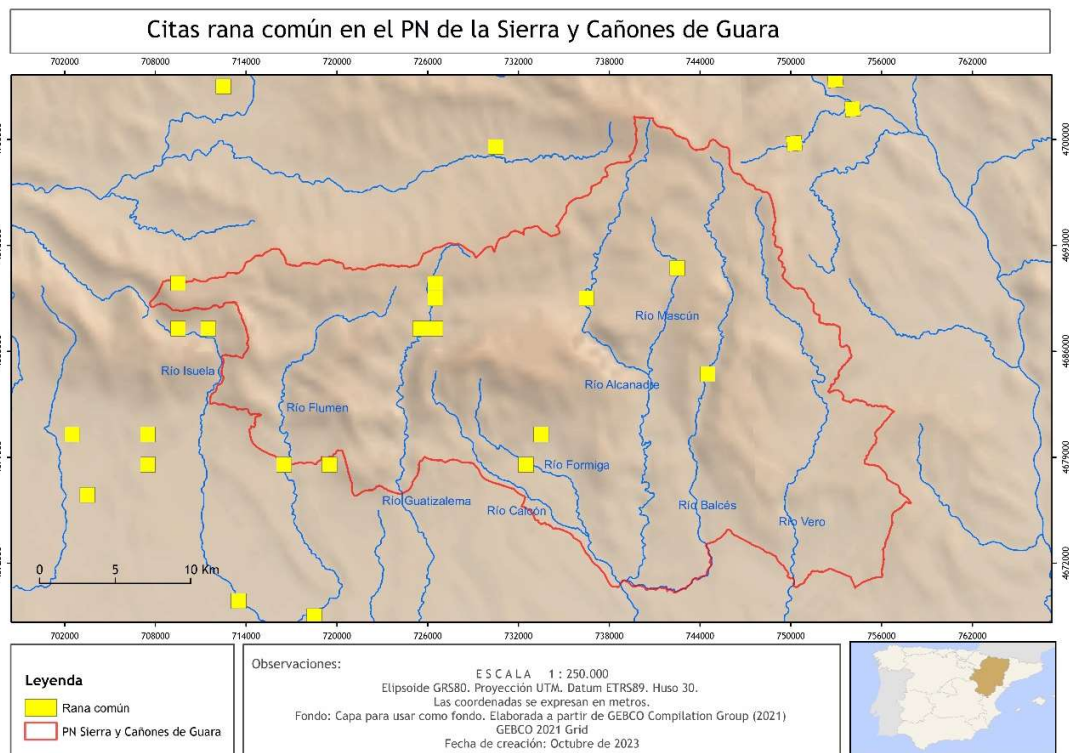 Citas rana común en el PN de la Sierra y Cañones de Guara
702000 708000 714000 720000 726000 732000 738000 744000 750000 756000 762000
4700000
4693000
Río Mascún
4686000
Río Isuela
Río Alcanadre
Río Flumen
Río Formiga
4679000
Río Guatizalema
Río Calcón
Río Balcés
Río Vero
4672000
0 5 10 Km
702000 708000 714000 720000 726000 732000 738000 744000 750000 756000 762000
Leyenda
Rana común
PN Sierra y Cañones de Guara
Observaciones:
ESCALA 1 : 250.000
Elipsoide GRS80. Proyección UTM. Datum ETRS89. Huso 30.
Las coordenadas se expresan en metros.
Fondo: Capa para usar como fondo. Elaborada a partir de GEBCO Compilation Group (2021)
GEBCO 2021 Grid
Fecha de creación: Octubre de 2023